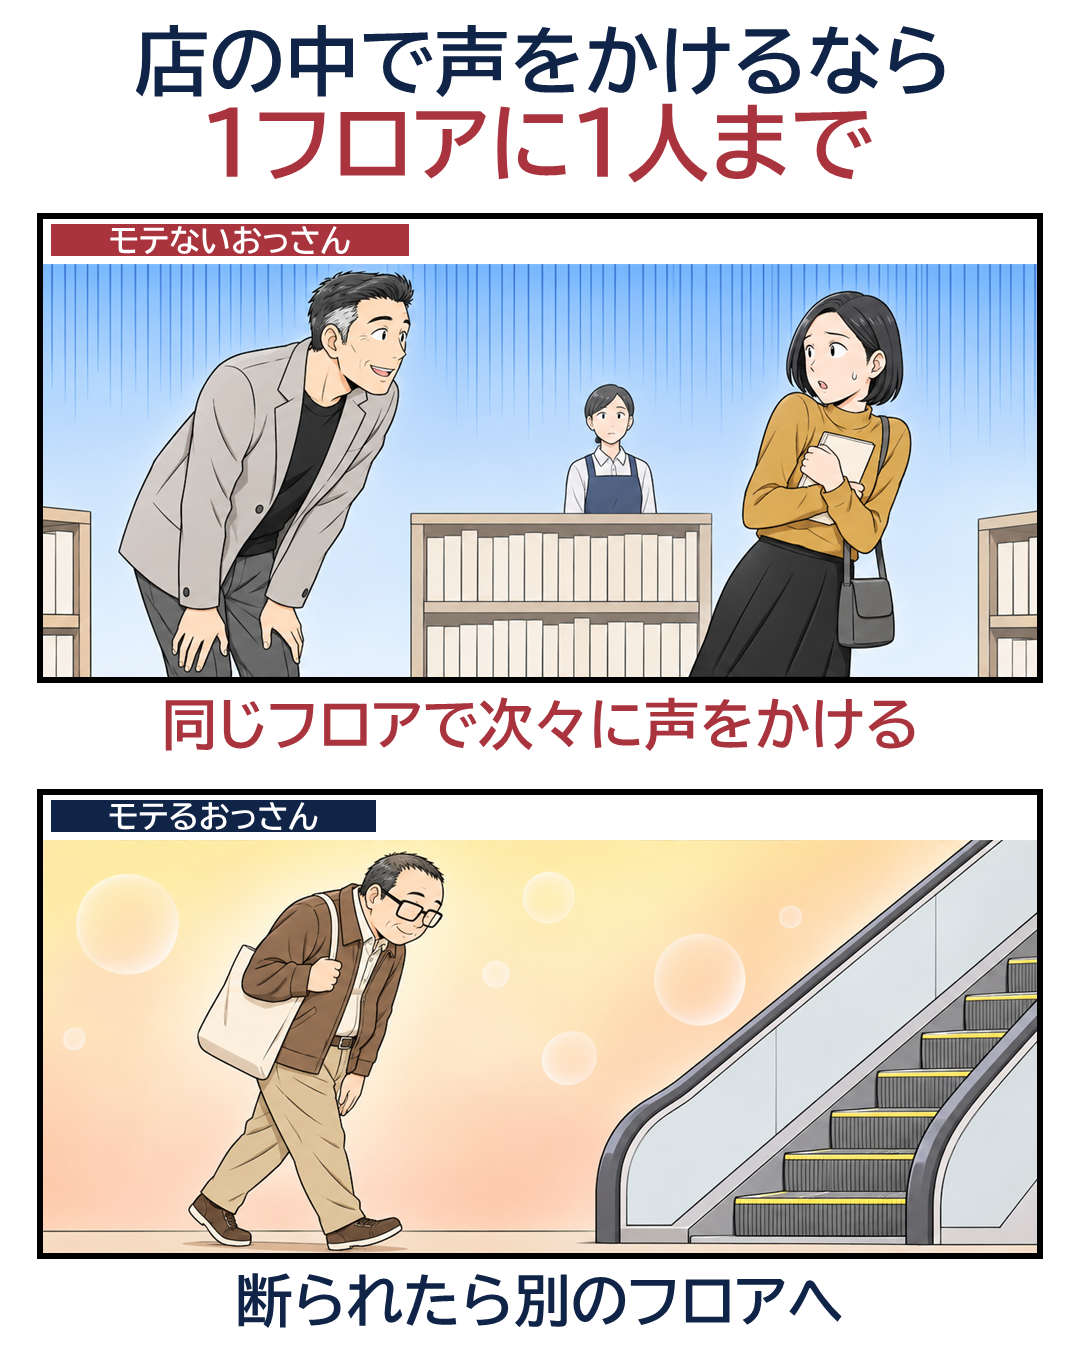 店の中で声をかけるなら
1フロアに1人まで
モテないおっさん
同じフロアで次々に声をかける
モテるおっさん
断られたら別のフロアへ